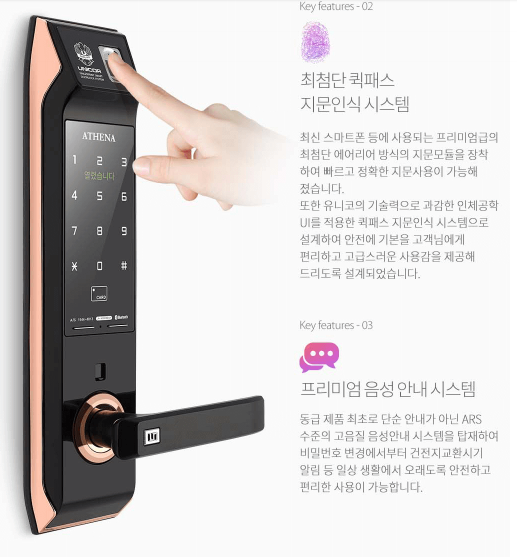 Key features - 02
최첨단 퀵패스
지문인식 시스템
최신 스마트폰 등에 사용되는 프리미엄급의
최첨단 에어리어 방식의 지문모듈을 장착
하여 빠르고 정확한 지문사용이 가능해
졌습니다.
또한 유니코의 기술력으로 과감한 인체공학
UI를 적용한 퀵패스 지문인식 시스템으로
설계하여 안전에 기본을 고객님에게
편리하고 고급스러운 사용감을 제공해
드리도록 설계되었습니다.
Key features - 03
프리미엄 음성 안내 시스템
동급 제품 최초로 단순 안내가 아닌 ARS
수준의 고음질 음성안내 시스템을 탑재하여
비밀번호 변경에서부터 건전지교환시기
알림 등 일상 생활에서 오래도록 안전하고
편리한 사용이 가능합니다.
UNICOR
ATHENA
1 2 3
열렸습니다
4 5 6
7 8 9
* 0 #
CARD
Bluetooth